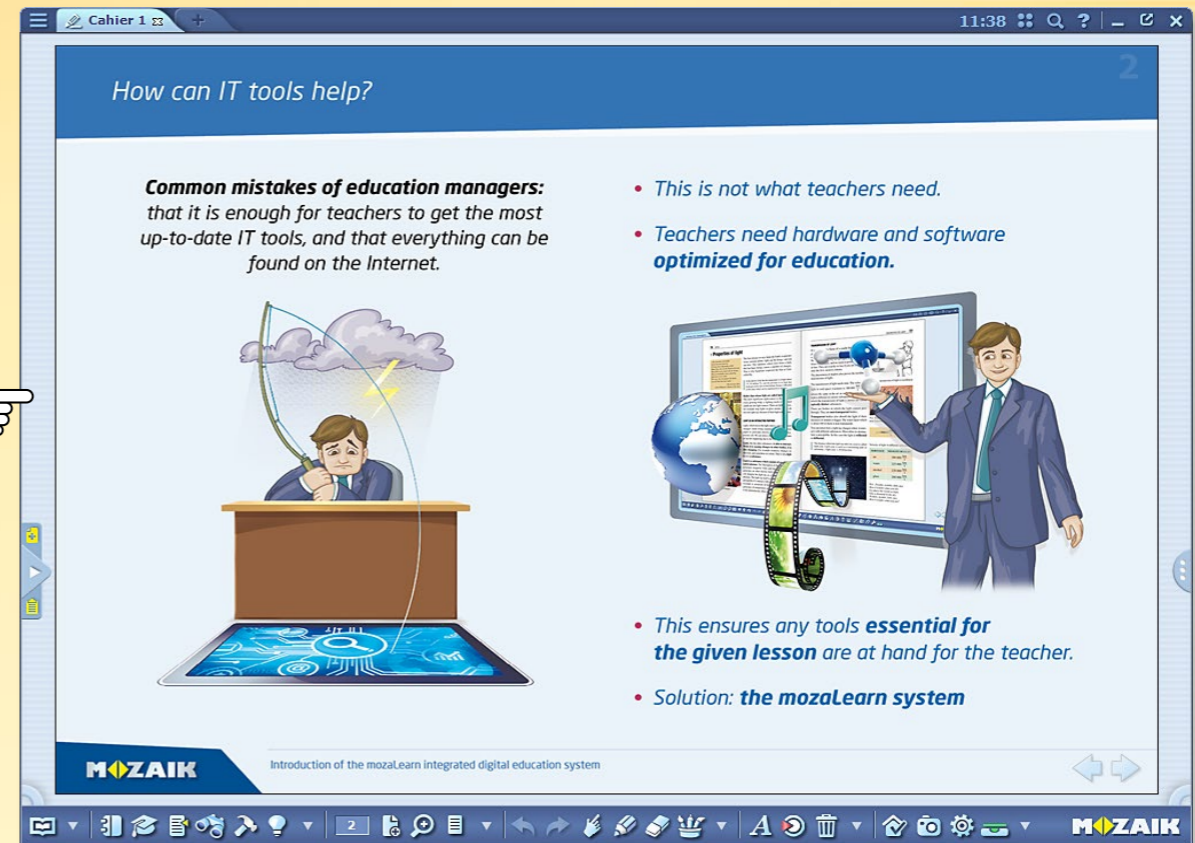 Cahier 1
11:38
2
How can IT tools help?
Common mistakes of education managers:
that it is enough for teachers to get the most
up-to-date IT tools, and that everything can be
found on the Internet.
• This is not what teachers need.
• Teachers need hardware and software
optimized for education.
Properties of light
• This ensures any tools essential for
the given lesson are at hand for the teacher.
• Solution: the mozaLearn system
MOZAIK
Introduction of the mozaLearn integrated digital education system
2
A
MOZAIK